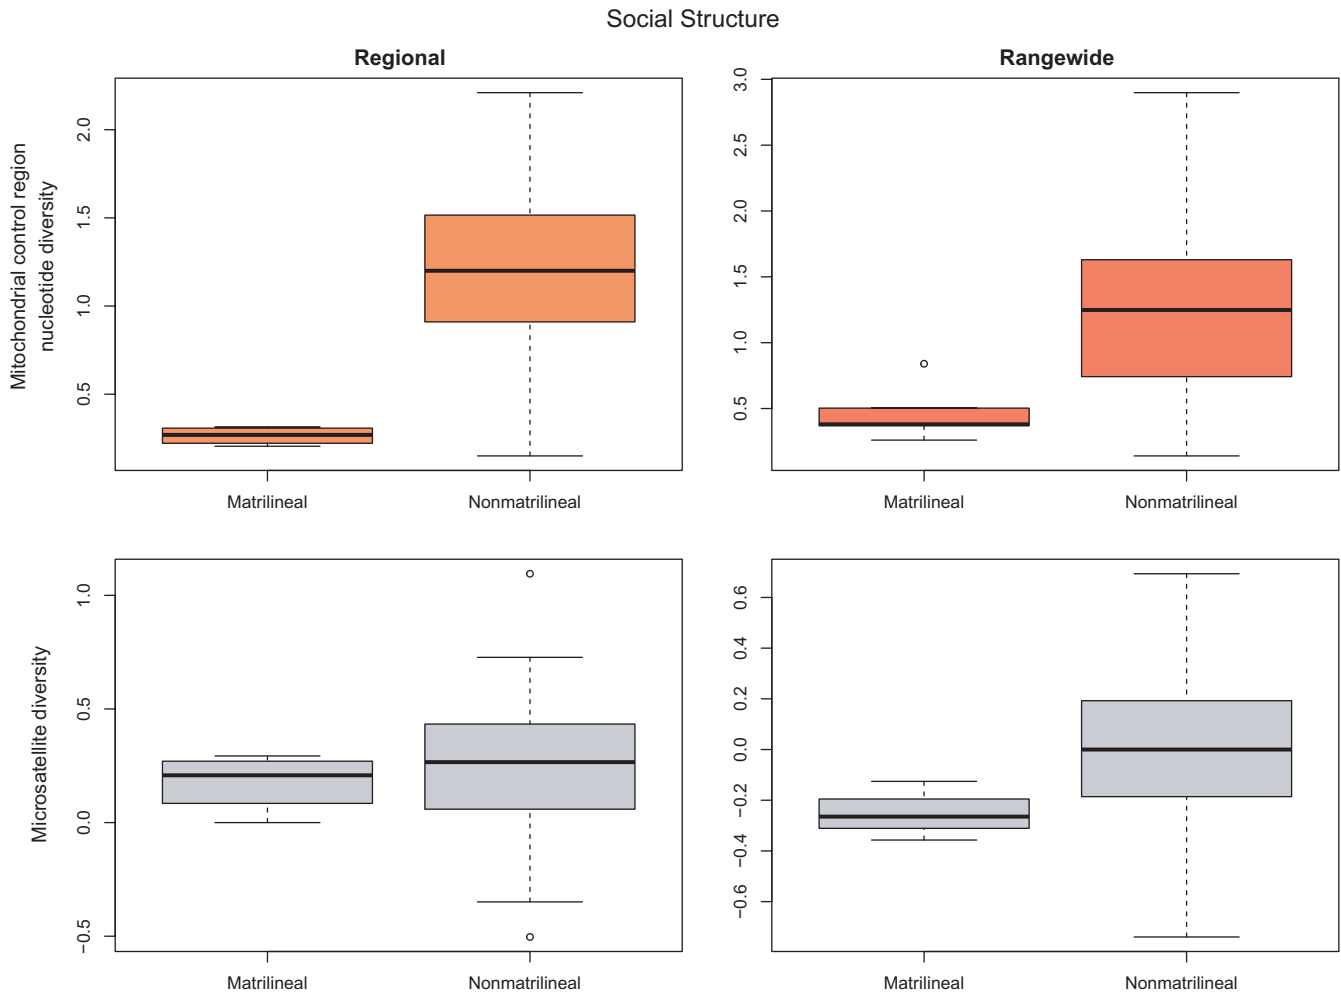 Social Structure
Regional
Rangewide
Mitochondrial control region
nucleotide diversity
2.0
1.5
1.0
0.5
Matrilineal
Nonmatrilineal
3.0
2.5
2.0
1.5
1.0
0.5
Matrilineal
Nonmatrilineal
Microsatellite diversity
1.0
0.5
0.0
−0.5
Matrilineal
Nonmatrilineal
0.6
0.4
0.2
0.0
−0.2
−0.4
−0.6
Matrilineal
Nonmatrilineal